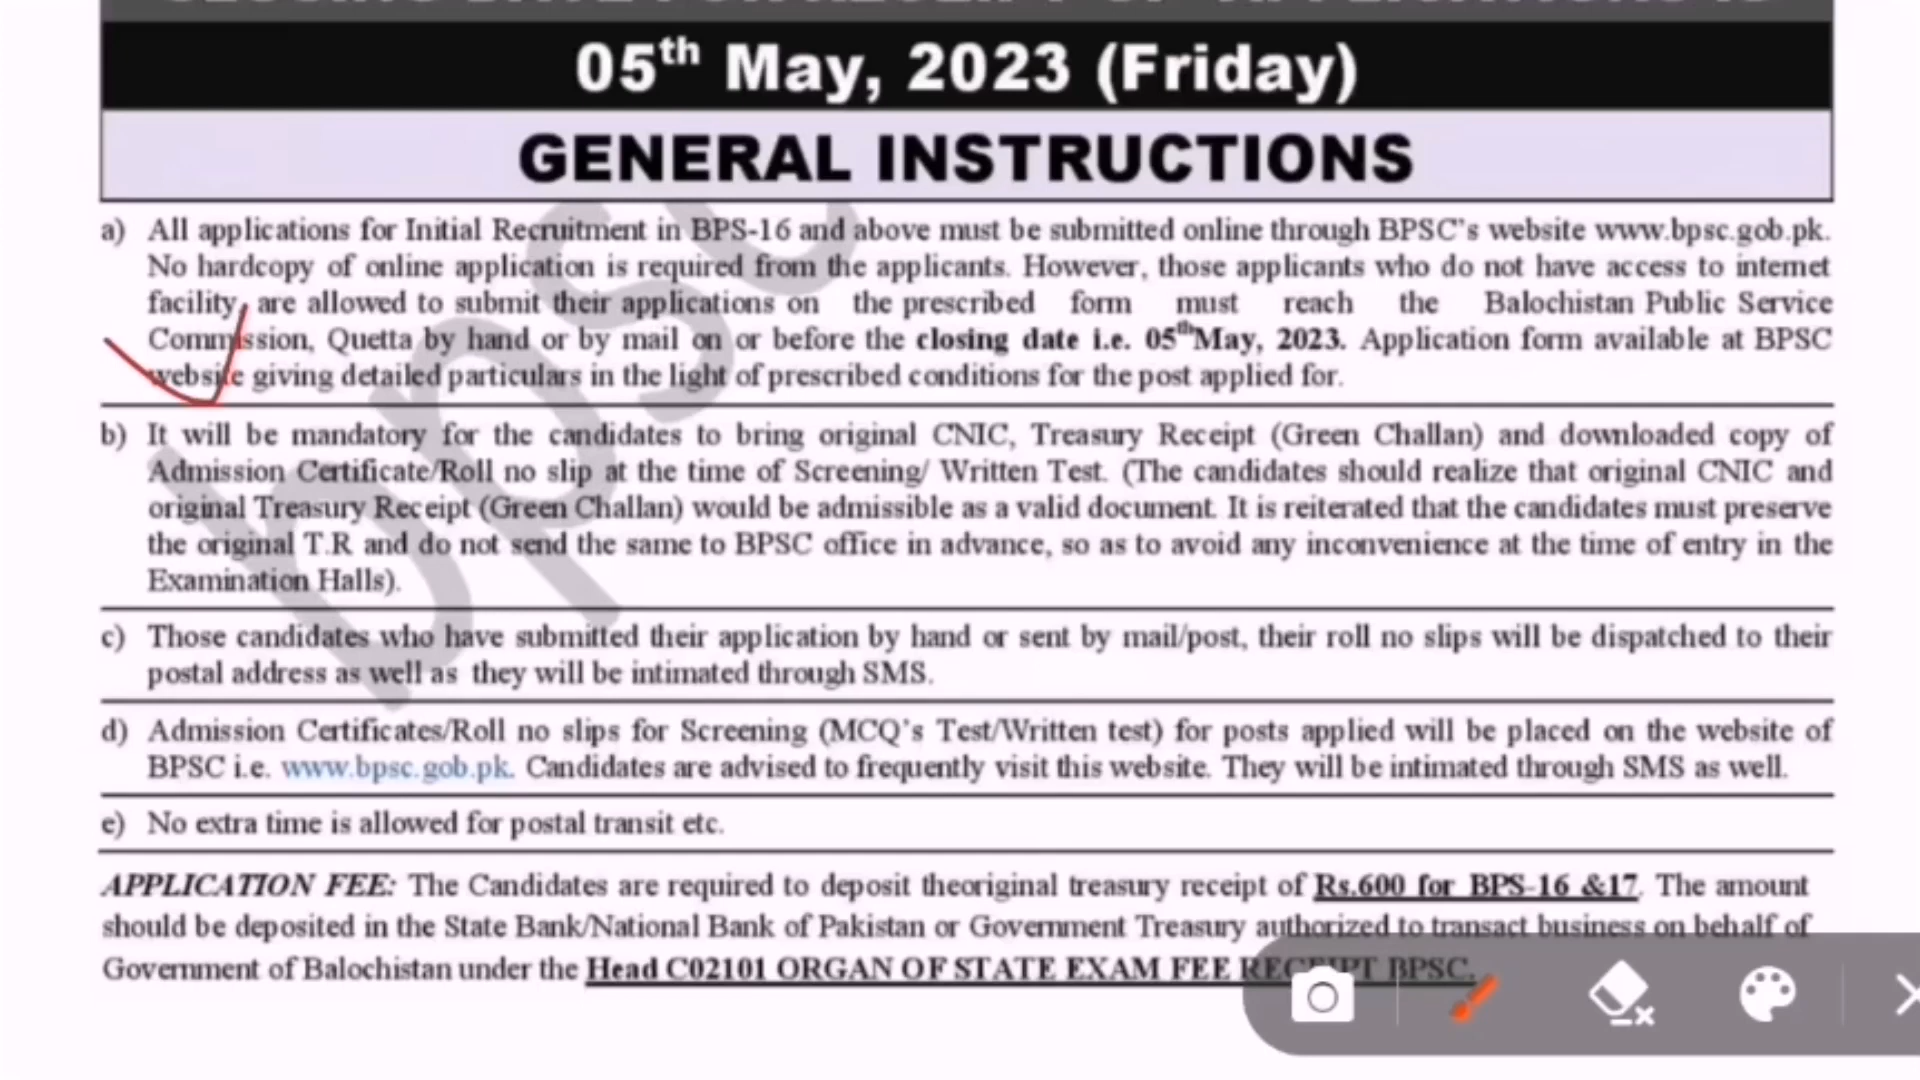 05th May, 2023 (Friday)
GENERAL INSTRUCTIONS
a) All applications for Initial Recruitment in BPS-16 and above must be submitted online through BPSC's website www.bpsc.gob.pk.
No hardcopy of online application is required from the applicants. However, those applicants who do not have access to internet
facility, are allowed to submit their applications on the prescribed form must reach the Balochistan Public Service
Commission, Quetta by hand or by mail on or before the closing date i.e. 05thMay, 2023. Application form available at BPSC
website giving detailed particulars in the light of prescribed conditions for the post applied for.
b) It will be mandatory for the candidates to bring original CNIC, Treasury Receipt (Green Challan) and downloaded copy of
Admission Certificate/Roll no slip at the time of Screening/ Written Test. (The candidates should realize that original CNIC and
original Treasury Receipt (Green Challan) would be admissible as a valid document. It is reiterated that the candidates must preserve
the original T.R and do not send the same to BPSC office in advance, so as to avoid any inconvenience at the time of entry in the
Examination Halls).
c) Those candidates who have submitted their application by hand or sent by mail/post, their roll no slips will be dispatched to their
postal address as well as they will be intimated through SMS.
d) Admission Certificates/Roll no slips for Screening (MCQ's Test/Written test) for posts applied will be placed on the website of
BPSC i.e. www.bpsc.gob.pk. Candidates are advised to frequently visit this website. They will be intimated through SMS as well.
e) No extra time is allowed for postal transit etc.
APPLICATION FEE: The Candidates are required to deposit theoriginal treasury receipt of Rs.600 for BPS-16 &17. The amount
should be deposited in the State Bank/National Bank of Pakistan or Government Treasury authorized to transact business on behalf of
Government of Balochistan under the Head C02101 ORGAN OF STATE EXAM FEE RECEIPT BPSC.
bpsc